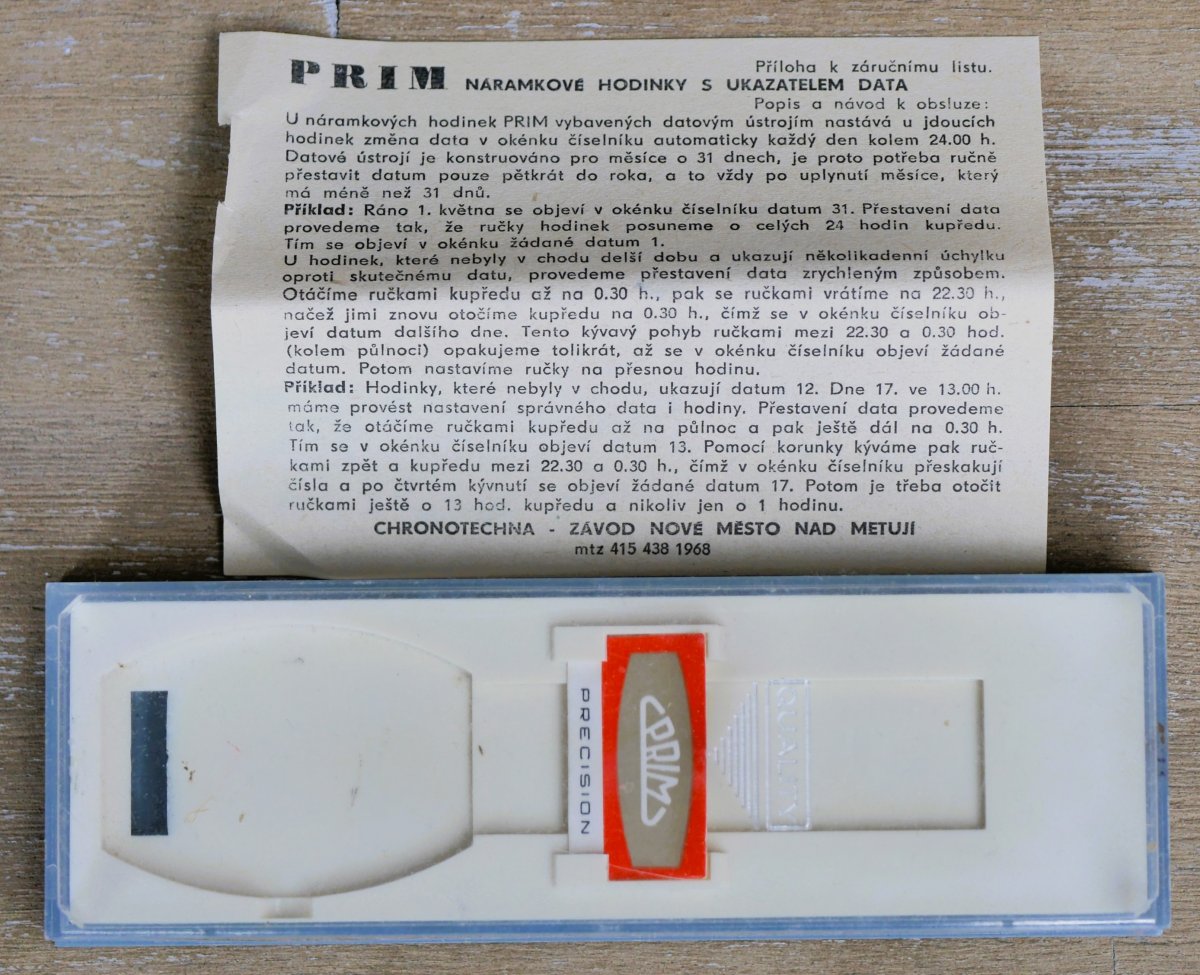 PRIM
Příloha k záručnímu listu.
NÁRAMKOVÉ HODINKY S UKAZATELEM DATA
Popis a návod k obsluze:
U náramkových hodinek PRIM vybavených datovým ústrojím nastává u jdoucích
hodinek změna data v okénku číselníku automaticky každý den kolem 24.00 h.
Datové ústrojí je konstruováno pro měsíce o 31 dnech, je proto potřeba ručně
přestavit datum pouze pětkrát do roka, a to vždy po uplynutí měsíce, který
má méně než 31 dnů.
Příklad: Ráno 1. května se objeví v okénku číselníku datum 31. Přestavení data
provedeme tak, že ručky hodinek posuneme o celých 24 hodin kupředu.
Tím se objeví v okénku žádané datum 1.
U hodinek, které nebyly v chodu delší dobu a ukazují několikadenní úchylku
oproti skutečnému datu, provedeme přestavení data zrychleným způsobem.
Otáčíme ručkami kupředu až na 0.30 h., pak se ručkami vrátíme na 22.30 h.,
načež jimi znovu otočíme kupředu na 0.30 h., čímž se v okénku číselníku ob-
jeví datum dalšího dne. Tento kývavý pohyb ručkami mezi 22.30 a 0.30 hod.
(kolem půlnoci) opakujeme tolikrát, až se v okénku číselníku objeví žádané
datum. Potom nastavíme ručky na přesnou hodinu.
Příklad: Hodinky, které nebyly v chodu, ukazují datum 12. Dne 17. ve 13.00 h.
máme provést nastavení správného data i hodiny. Přestavení data provedeme
tak, že otáčíme ručkami kupředu až na půlnoc a pak ještě dál na 0.30 h.
Tím se v okénku číselníku objeví datum 13. Pomocí korunky kýváme pak ruč-
kami zpět a kupředu mezi 22.30 a 0.30 h., čímž v okénku číselníku přeskakují
čísla a po čtvrtém kývnutí se objeví žádané datum 17. Potom je třeba otočit
ručkami ještě o 13 hod. kupředu a nikoliv jen o 1 hodinu.
CHRONOTECHNA - ZÁVOD NOVÉ MĚSTO NAD METUJÍ
mtz 415 438 1968
PRECISION
PRIM
QUALITY